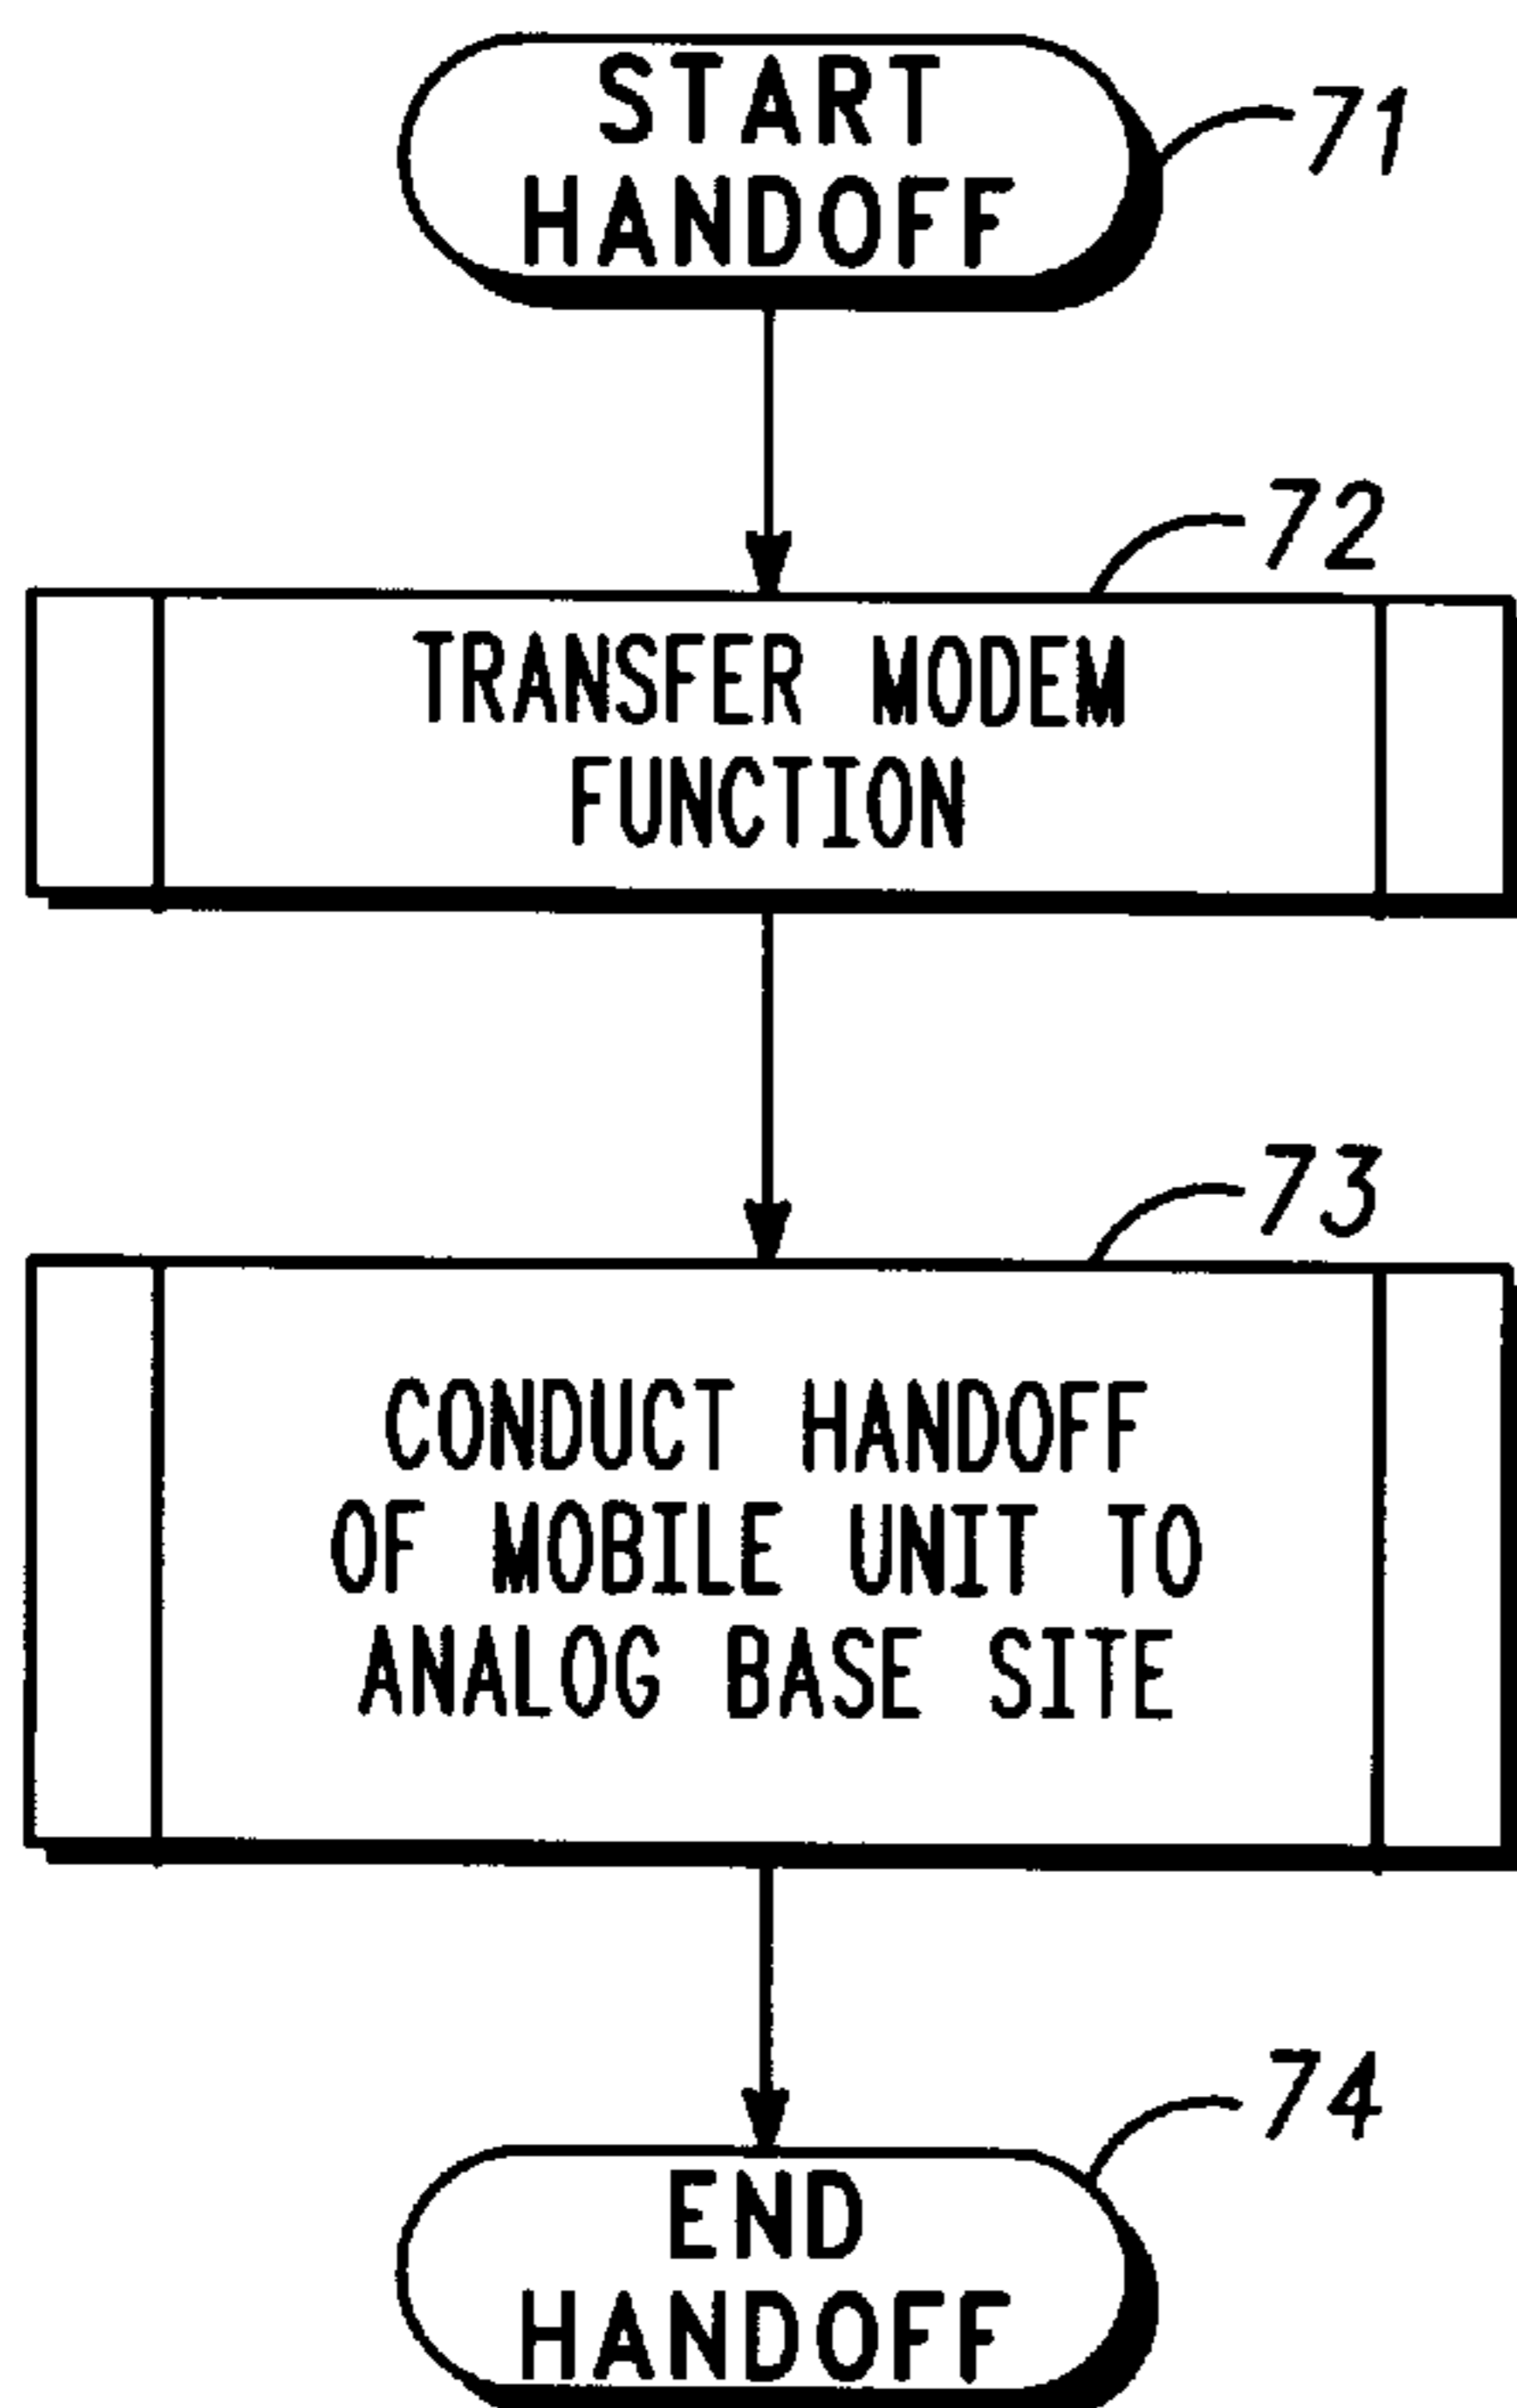 START
HANDOFF
71
72
TRANSFER MODEM
FUNCTION
73
CONDUCT HANDOFF
OF MOBILE UNIT TO
ANALOG BASE SITE
74
END
HANDOFF